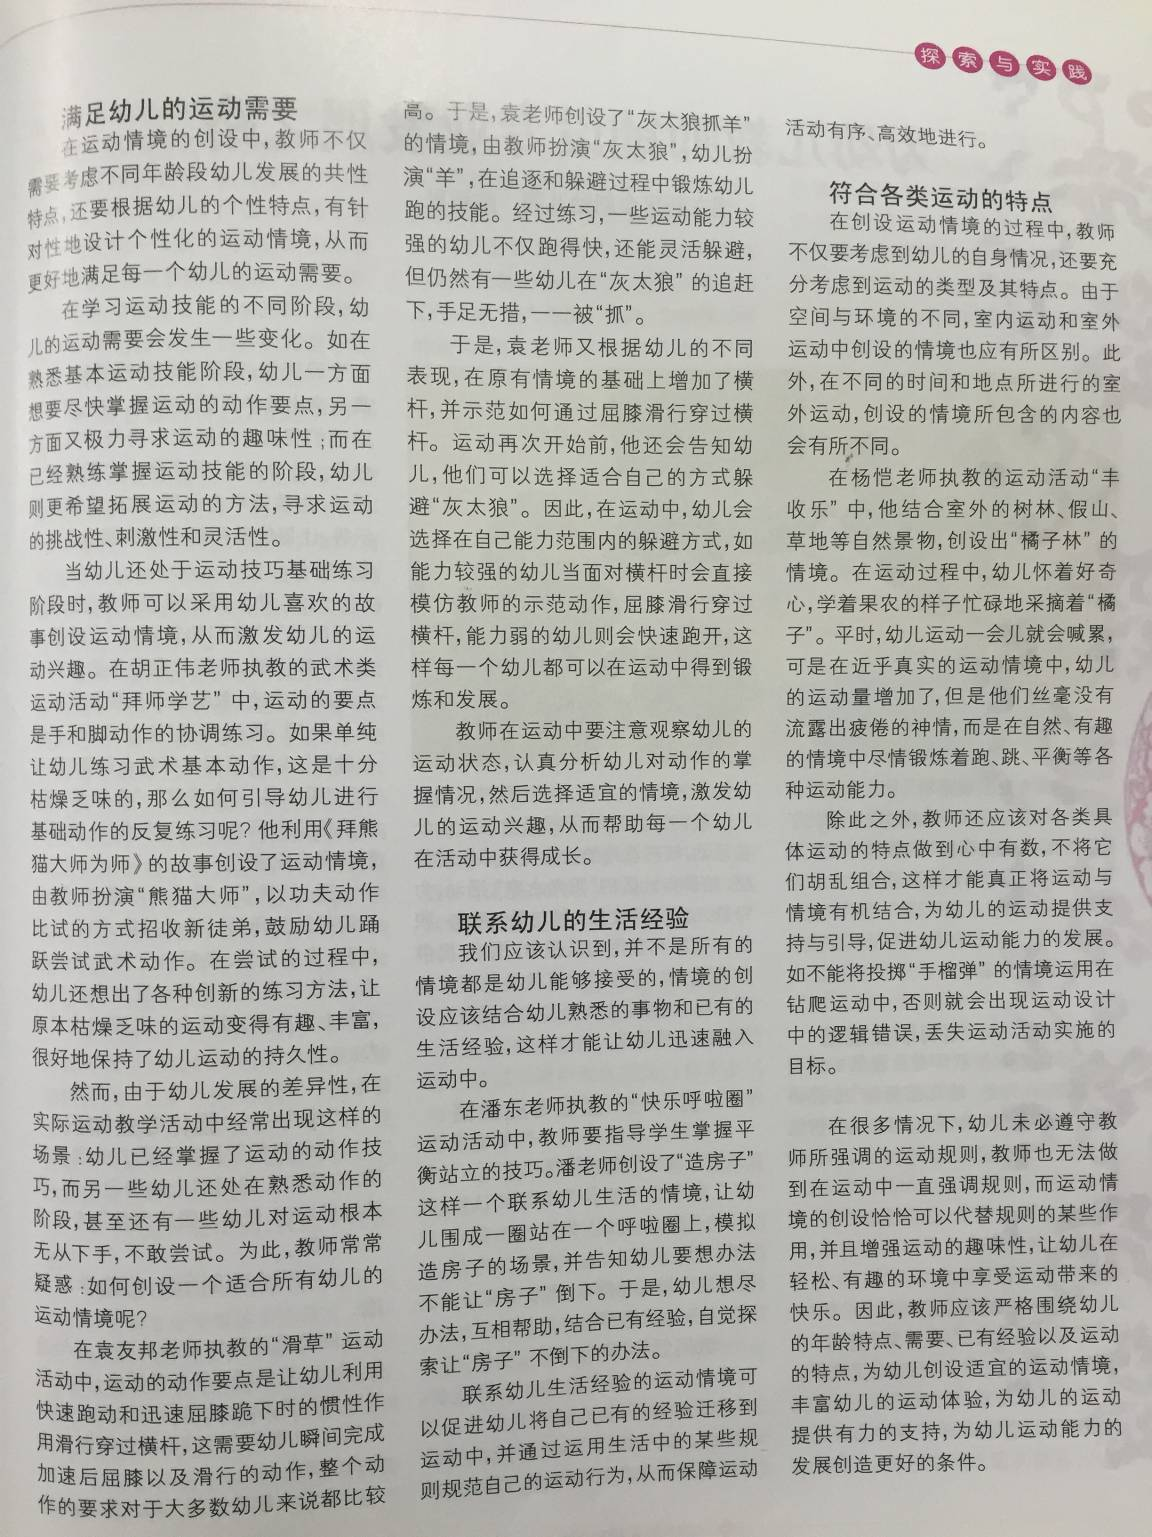 探索与实践
满足幼儿的运动需要
在运动情境的创设中,教师不仅
需要考虑不同年龄段幼儿发展的共性
特点,还要根据幼儿的个性特点,有针
对性地设计个性化的运动情境,从而
更好地满足每一个幼儿的运动需要。
在学习运动技能的不同阶段,幼
儿的运动需要会发生一些变化。如在
熟悉基本运动技能阶段,幼儿一方面
想要尽快掌握运动的动作要点,另一
方面又极力寻求运动的趣味性;而在
已经熟练掌握运动技能的阶段,幼儿
则更希望拓展运动的方法,寻求运动
的挑战性、刺激性和灵活性。
当幼儿还处于运动技巧基础练习
阶段时,教师可以采用幼儿喜欢的故
事创设运动情境,从而激发幼儿的运
动兴趣。在胡正伟老师执教的武术类
运动活动“拜师学艺”中,运动的要点
是手和脚动作的协调练习。如果单纯
让幼儿练习武术基本动作,这是十分
枯燥乏味的,那么如何引导幼儿进行
基础动作的反复练习呢?他利用《拜熊
猫大师为师》的故事创设了运动情境,
由教师扮演“熊猫大师”,以功夫动作
比试的方式招收新徒弟,鼓励幼儿踊
跃尝试武术动作。在尝试的过程中,
幼儿还想出了各种创新的练习方法,让
原本枯燥乏味的运动变得有趣、丰富,
很好地保持了幼儿运动的持久性。
然而,由于幼儿发展的差异性,在
实际运动教学活动中经常出现这样的
场景:幼儿已经掌握了运动的动作技
巧,而另一些幼儿还处在熟悉动作的
阶段,甚至还有一些幼儿对运动根本
无从下手,不敢尝试。为此,教师常常
疑惑:如何创设一个适合所有幼儿的
运动情境呢?
在袁友邦老师执教的“滑草”运动
活动中,运动的动作要点是让幼儿利用
快速跑动和迅速屈膝跪下时的惯性作
用滑行穿过横杆,这需要幼儿瞬间完成
加速后屈膝以及滑行的动作,整个动
作的要求对于大多数幼儿来说都比较
高。于是,袁老师创设了“灰太狼抓羊”
的情境,由教师扮演“灰太狼”,幼儿扮
演“羊”,在追逐和躲避过程中锻炼幼儿
跑的技能。经过练习,一些运动能力较
强的幼儿不仅跑得快,还能灵活躲避,
但仍然有一些幼儿在“灰太狼”的追赶
下,手足无措,一一被“抓”。
于是,袁老师又根据幼儿的不同
表现,在原有情境的基础上增加了横
杆,并示范如何通过屈膝滑行穿过横
杆。运动再次开始前,他还会告知幼
儿,他们可以选择适合自己的方式躲
避“灰太狼”。因此,在运动中,幼儿会
选择在自己能力范围内的躲避方式,如
能力较强的幼儿当面对横杆时会直接
模仿教师的示范动作,屈膝滑行穿过
横杆,能力弱的幼儿则会快速跑开,这
样每一个幼儿都可以在运动中得到锻
炼和发展。
教师在运动中要注意观察幼儿的
运动状态,认真分析幼儿对动作的掌
握情况,然后选择适宜的情境,激发幼
儿的运动兴趣,从而帮助每一个幼儿
在活动中获得成长。
联系幼儿的生活经验
我们应该认识到,并不是所有的
情境都是幼儿能够接受的,情境的创
设应该结合幼儿熟悉的事物和已有的
生活经验,这样才能让幼儿迅速融入
运动中。
在潘东老师执教的“快乐呼啦圈”
运动活动中,教师要指导学生掌握平
衡站立的技巧。潘老师创设了“造房子”
这样一个联系幼儿生活的情境,让幼
儿围成一圈站在一个呼啦圈上,模拟
造房子的场景,并告知幼儿要想办法
不能让“房子”倒下。于是,幼儿想尽
办法,互相帮助,结合已有经验,自觉探
索让“房子”不倒下的办法。
联系幼儿生活经验的运动情境可
以促进幼儿将自己已有的经验迁移到
运动中,并通过运用生活中的某些规
则规范自己的运动行为,从而保障运动
活动有序、高效地进行。
符合各类运动的特点
在创设运动情境的过程中,教师
不仅要考虑到幼儿的自身情况,还要充
分考虑到运动的类型及其特点。由于
空间与环境的不同,室内运动和室外
运动中创设的情境也应有所区别。此
外,在不同的时间和地点所进行的室
外运动,创设的情境所包含的内容也
会有所不同。
在杨恺老师执教的运动活动“丰
收乐”中,他结合室外的树林、假山、
草地等自然景物,创设出“橘子林”的
情境。在运动过程中,幼儿怀着好奇
心,学着果农的样子忙碌地采摘着“橘
子”。平时,幼儿运动一会儿就会喊累,
可是在近乎真实的运动情境中,幼儿
的运动量增加了,但是他们丝毫没有
流露出疲倦的神情,而是在自然、有趣
的情境中尽情锻炼着跑、跳、平衡等各
种运动能力。
除此之外,教师还应该对各类具
体运动的特点做到心中有数,不将它
们胡乱组合,这样才能真正将运动与
情境有机结合,为幼儿的运动提供支
持与引导,促进幼儿运动能力的发展。
如不能将投掷“手榴弹”的情境运用在
钻爬运动中,否则就会出现运动设计
中的逻辑错误,丢失运动活动实施的
目标。
在很多情况下,幼儿未必遵守教
师所强调的运动规则,教师也无法做
到在运动中一直强调规则,而运动情
境的创设恰恰可以代替规则的某些作
用,并且增强运动的趣味性,让幼儿在
轻松、有趣的环境中享受运动带来的
快乐。因此,教师应该严格围绕幼儿
的年龄特点、需要、已有经验以及运动
的特点,为幼儿创设适宜的运动情境,
丰富幼儿的运动体验,为幼儿的运动
提供有力的支持,为幼儿运动能力的
发展创造更好的条件。